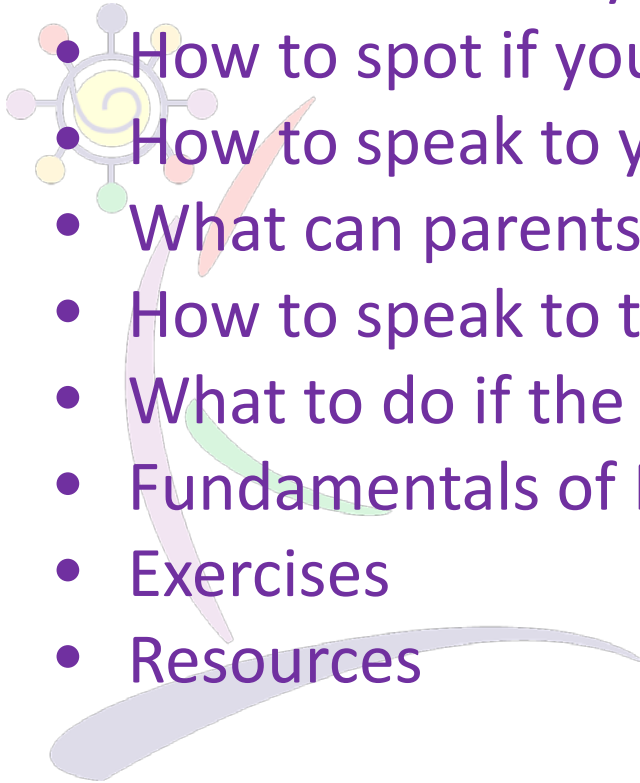 • How to spot if you
• How to speak to y
• What can parents
• How to speak to t
• What to do if the
• Fundamentals of
• Exercises
• Resources